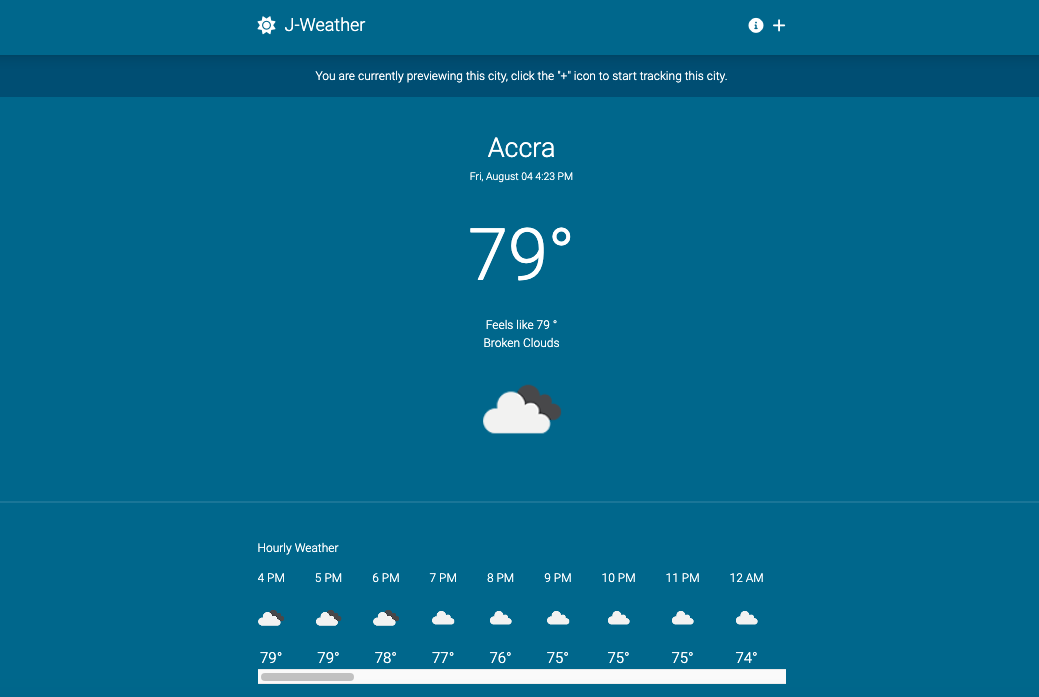 J-Weather
You are currently previewing this city, click the "+" icon to start tracking this city.
Accra
Fri, August 04 4:23 PM
79°
Feels like 79 °
Broken Clouds
Hourly Weather
4 PM 5 PM 6 PM 7 PM 8 PM 9 PM 10 PM 11 PM 12 AM
79° 79° 78° 77° 76° 75° 75° 75° 74°